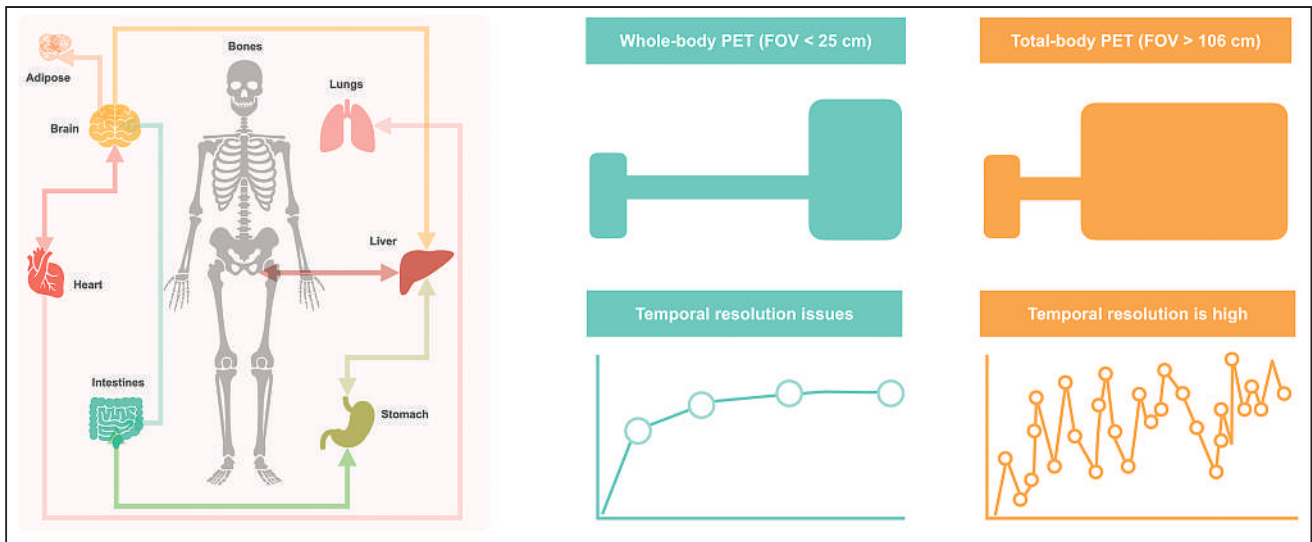 Bones
Lungs
Adipose
Brain
Liver
Heart
Intestines
Stomach
Whole-body PET (FOV < 25 cm)
Total-body PET (FOV > 106 cm)
Temporal resolution issues
Temporal resolution is high